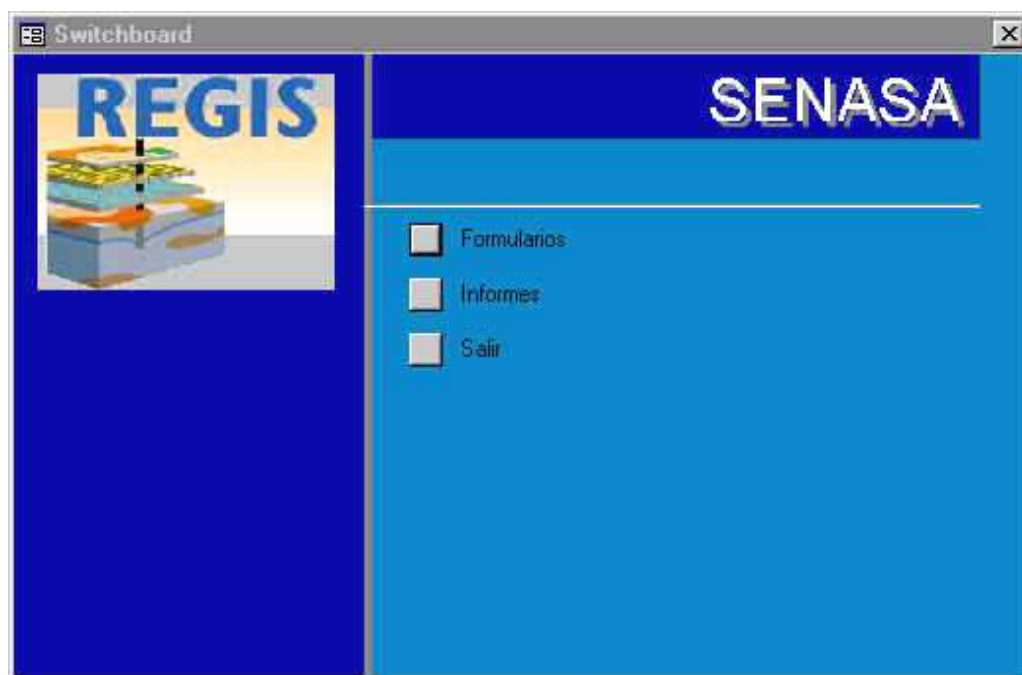 Switchboard
REGIS
SENASA
Formularios
Informes
Salir